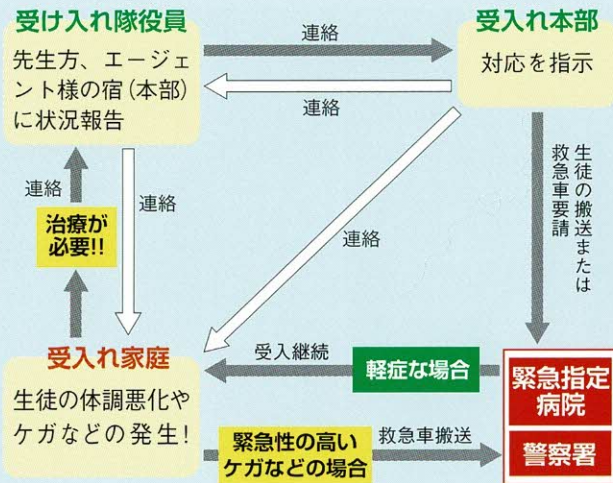 受け入れ隊役員
先生方、エージェ
ント様の宿(本部)
に状況報告
連絡
連絡
受入れ本部
対応を指示
連絡
治療が
必要!!
連絡
連絡
生徒の搬送または
救急車要請
受入れ家庭
生徒の体調悪化や
ケガなどの発生!
受入継続
軽症な場合
緊急性の高い
ケガなどの場合
救急車搬送
緊急指定
病院
警察署